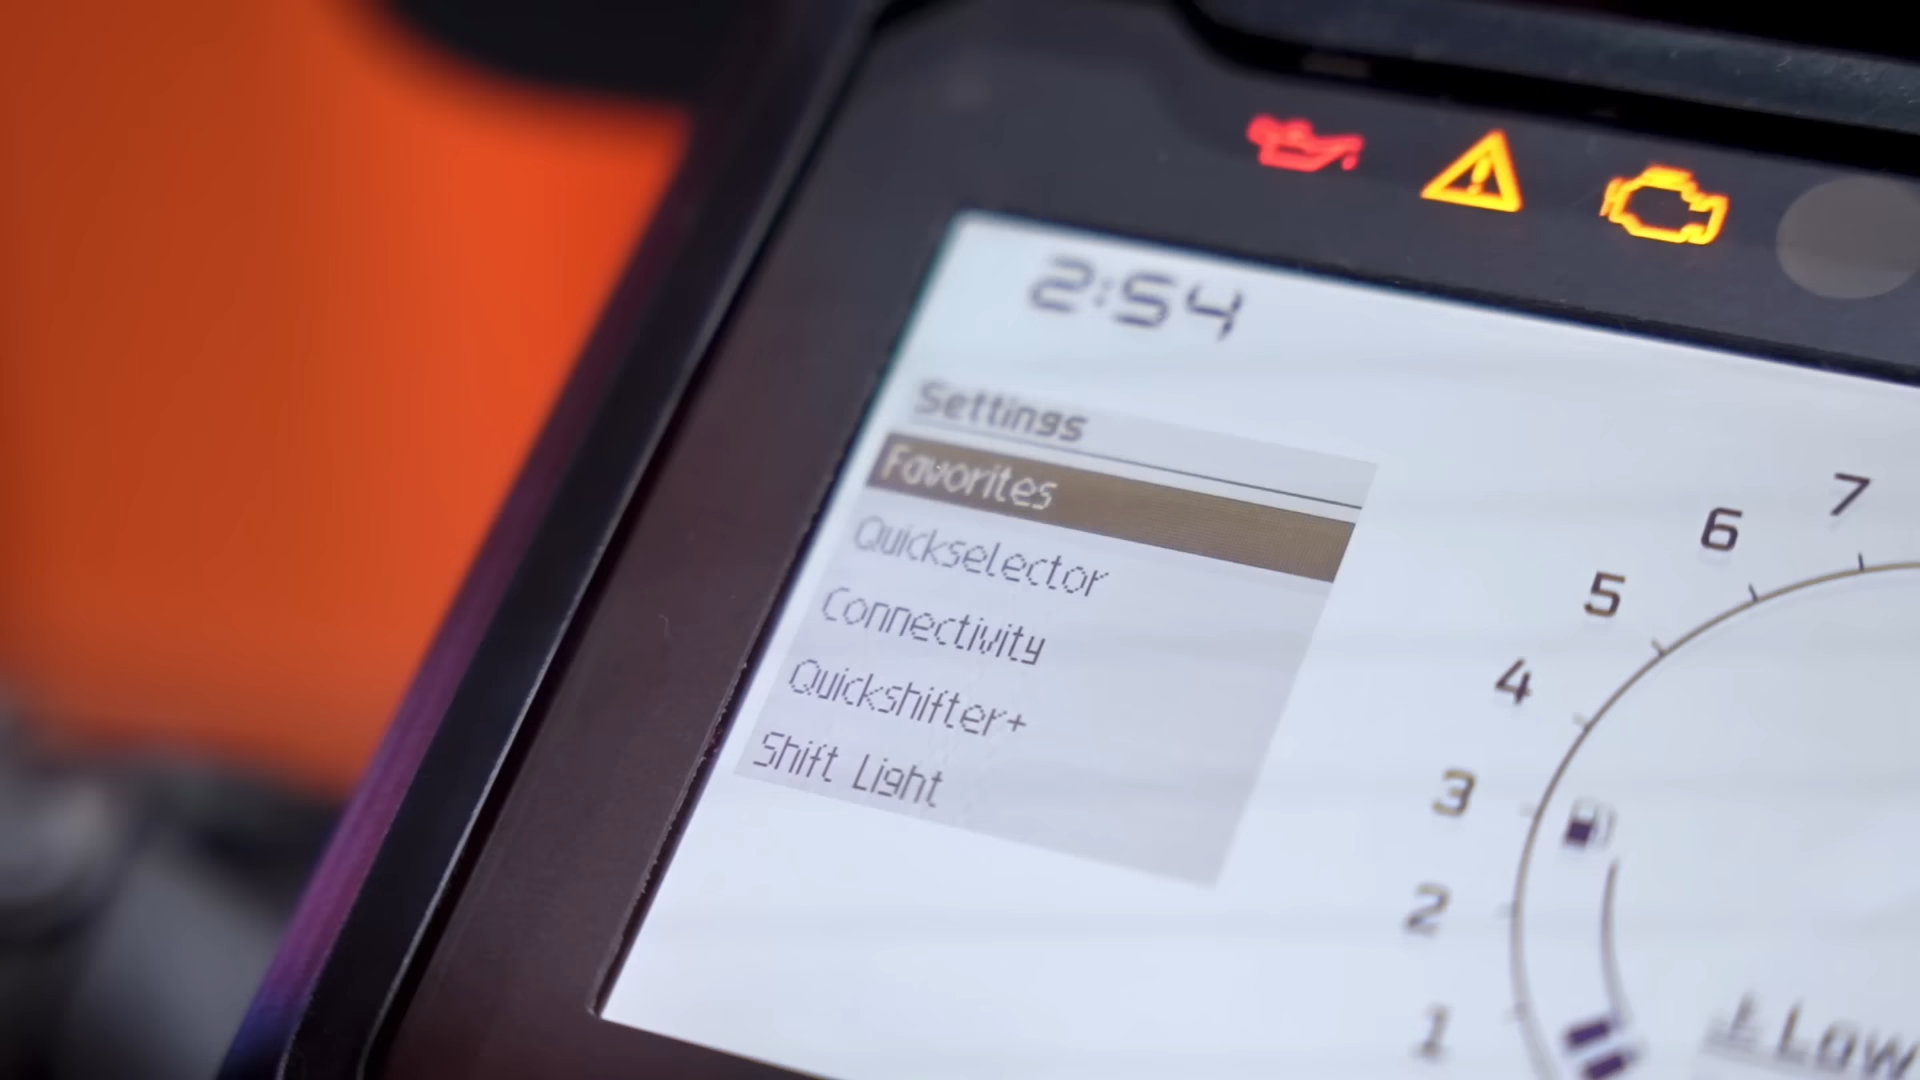 2:54
Settings
Favorites
Quickselector
Connectivity
Quickshifter+
Shift Light
7
6
5
4
3
2
1
Low